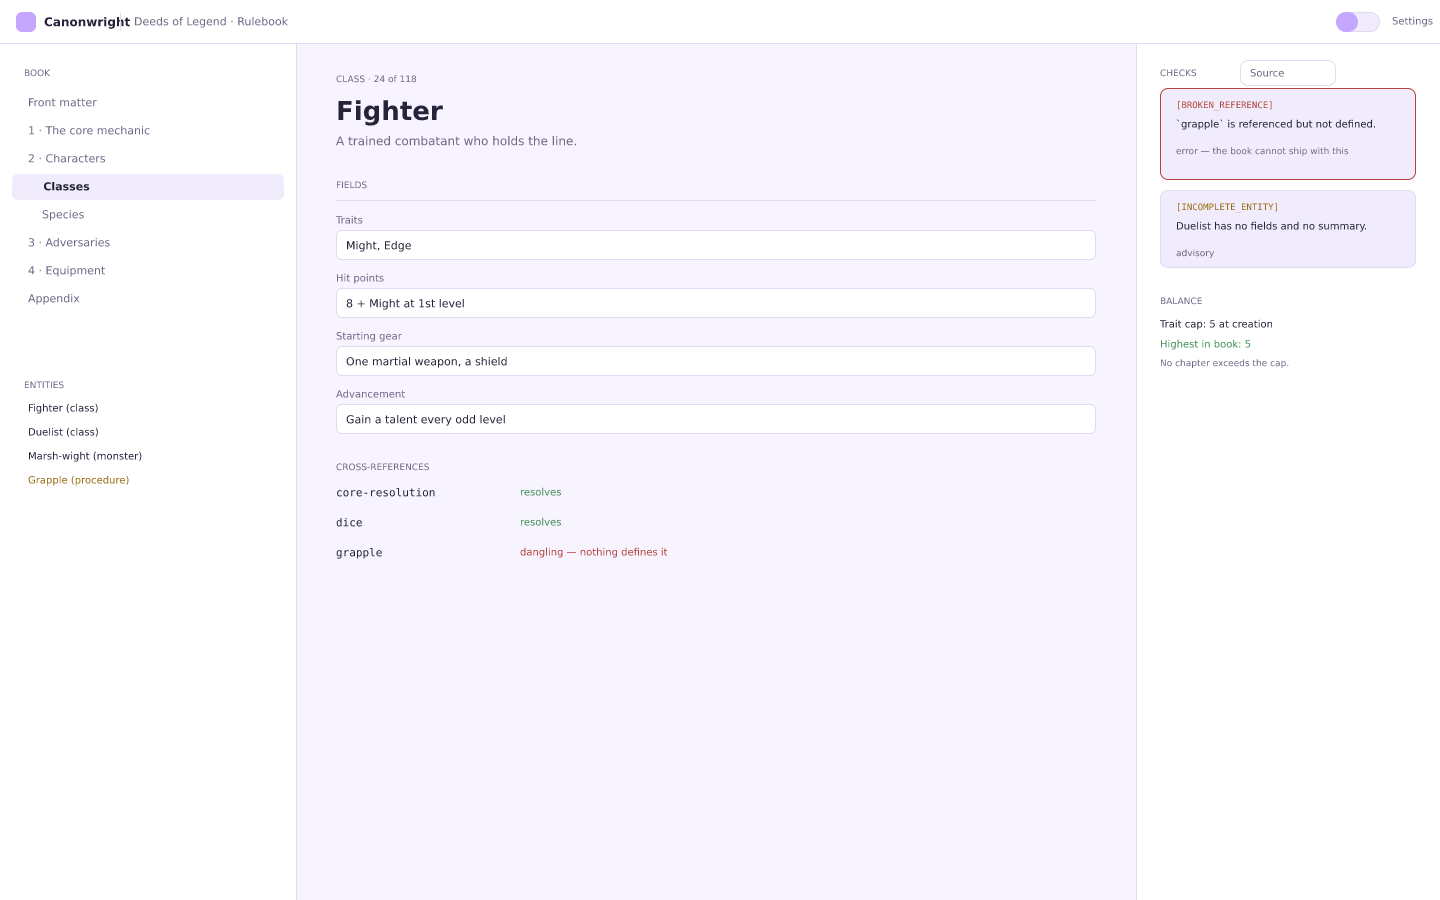 Canonwright Deeds of Legend · Rulebook
Settings
BOOK
Front matter
1 · The core mechanic
2 · Characters
Classes
Species
3 · Adversaries
4 · Equipment
Appendix
ENTITIES
Fighter (class)
Duelist (class)
Marsh-wight (monster)
Grapple (procedure)
CLASS · 24 of 118
Fighter
A trained combatant who holds the line.
FIELDS
Traits
Might, Edge
Hit points
8 + Might at 1st level
Starting gear
One martial weapon, a shield
Advancement
Gain a talent every odd level
CROSS-REFERENCES
core-resolution resolves
dice resolves
grapple dangling — nothing defines it
CHECKS
Source
[BROKEN_REFERENCE]
`grapple` is referenced but not defined.
error — the book cannot ship with this
[INCOMPLETE_ENTITY]
Duelist has no fields and no summary.
advisory
BALANCE
Trait cap: 5 at creation
Highest in book: 5
No chapter exceeds the cap.